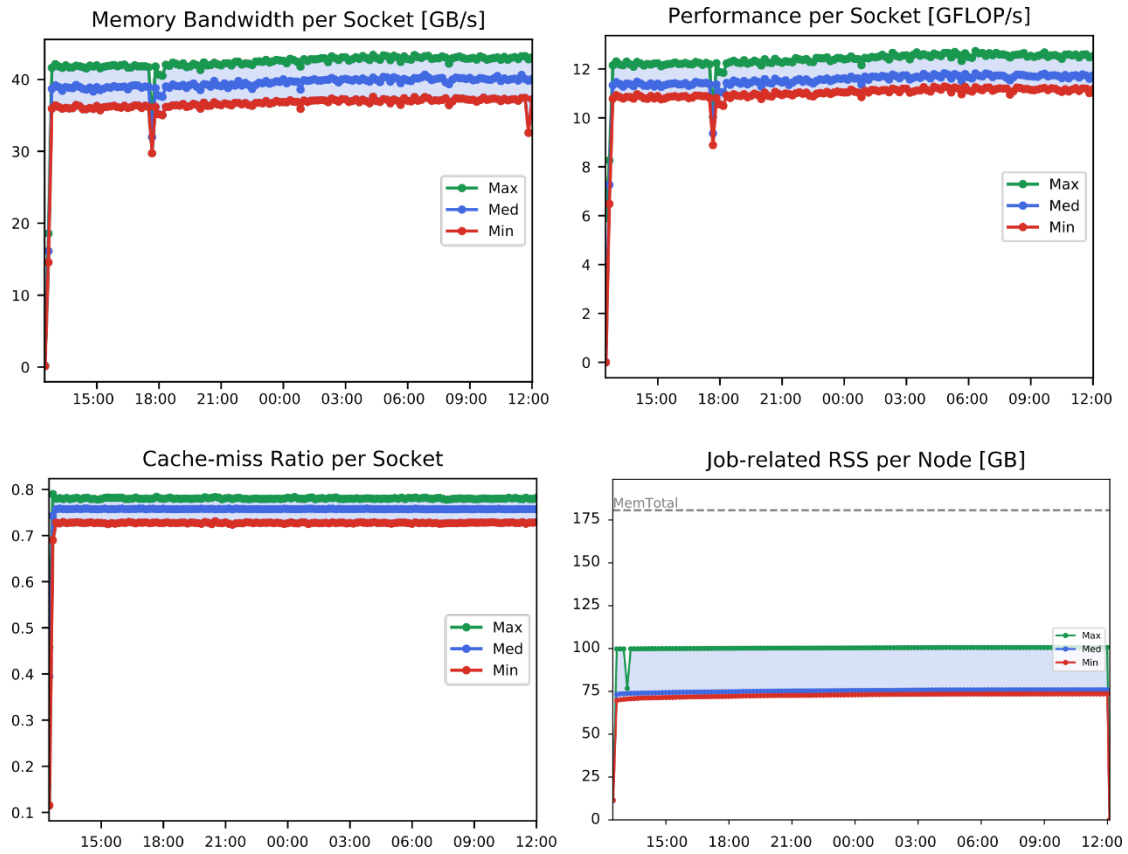 Memory Bandwidth per Socket [GB/s]
40
30
20
10
0
Max
Med
Min
15:00 18:00 21:00 00:00 03:00 06:00 09:00 12:00
Performance per Socket [GFLOP/s]
12
10
8
6
4
2
0
Max
Med
Min
15:00 18:00 21:00 00:00 03:00 06:00 09:00 12:00
Cache-miss Ratio per Socket
0.8
0.7
0.6
0.5
0.4
0.3
0.2
0.1
Max
Med
Min
15:00 18:00 21:00 00:00 03:00 06:00 09:00 12:00
Job-related RSS per Node [GB]
MemTotal
175
150
125
100
75
50
25
0
Max
Med
Min
15:00 18:00 21:00 00:00 03:00 06:00 09:00 12:00